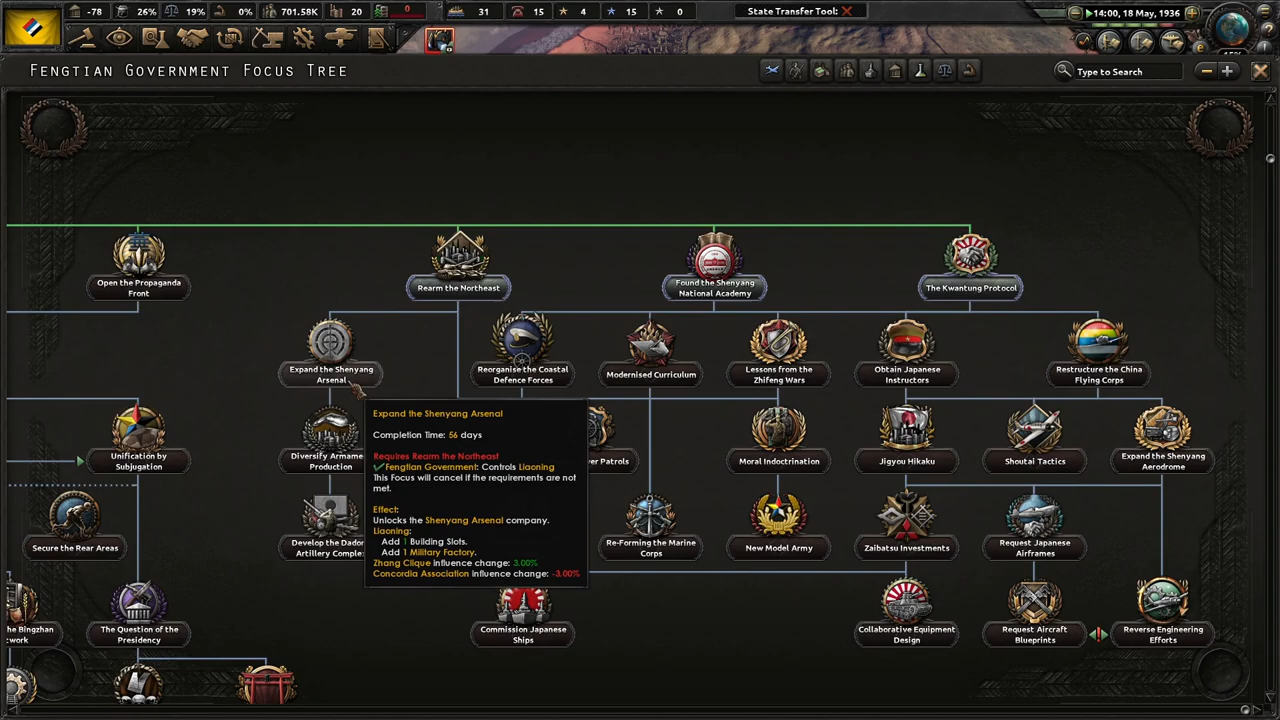 -78
26%
19%
0%
701.58K
20
0
31
15
4
15
0
State Transfer Tool:
14:00, 18 May, 1936
FENGTIAN GOVERNMENT FOCUS TREE
Type to Search
Open the Propaganda
Front
Rearm the Northeast
Found the Shenyang
National Academy
The Kwantung Protocol
Expand the Shenyang
Arsenal
Reorganise the Coastal
Defence Forces
Modernised Curriculum
Lessons from the
Zhifeng Wars
Obtain Japanese
Instructors
Restructure the China
Flying Corps
Expand the Shenyang Arsenal
Completion Time: 56 days
Requires Rearm the Northeast
Fengtian Government: Controls Liaoning
This Focus will cancel if the requirements are not
met.
Effect:
Unlocks the Shenyang Arsenal company.
Liaoning:
Add 1 Building Slots.
Add 1 Military Factory.
Zhang Clique influence change: 3.00%
Concordia Association influence change: -3.00%
Unification by
Subjugation
Diversify Armame
Production
er Patrols
Moral Indoctrination
Jigyou Hikaku
Shoutai Tactics
Expand the Shenyang
Aerodrome
Secure the Rear Areas
Develop the Dador
Artillery Comple
Re-Forming the Marine
Corps
New Model Army
Zaibatsu Investments
Request Japanese
Airframes
he Bingzhan
work
The Question of the
Presidency
Commission Japanese
Ships
Collaborative Equipment
Design
Request Aircraft
Blueprints
Reverse Engineering
Efforts